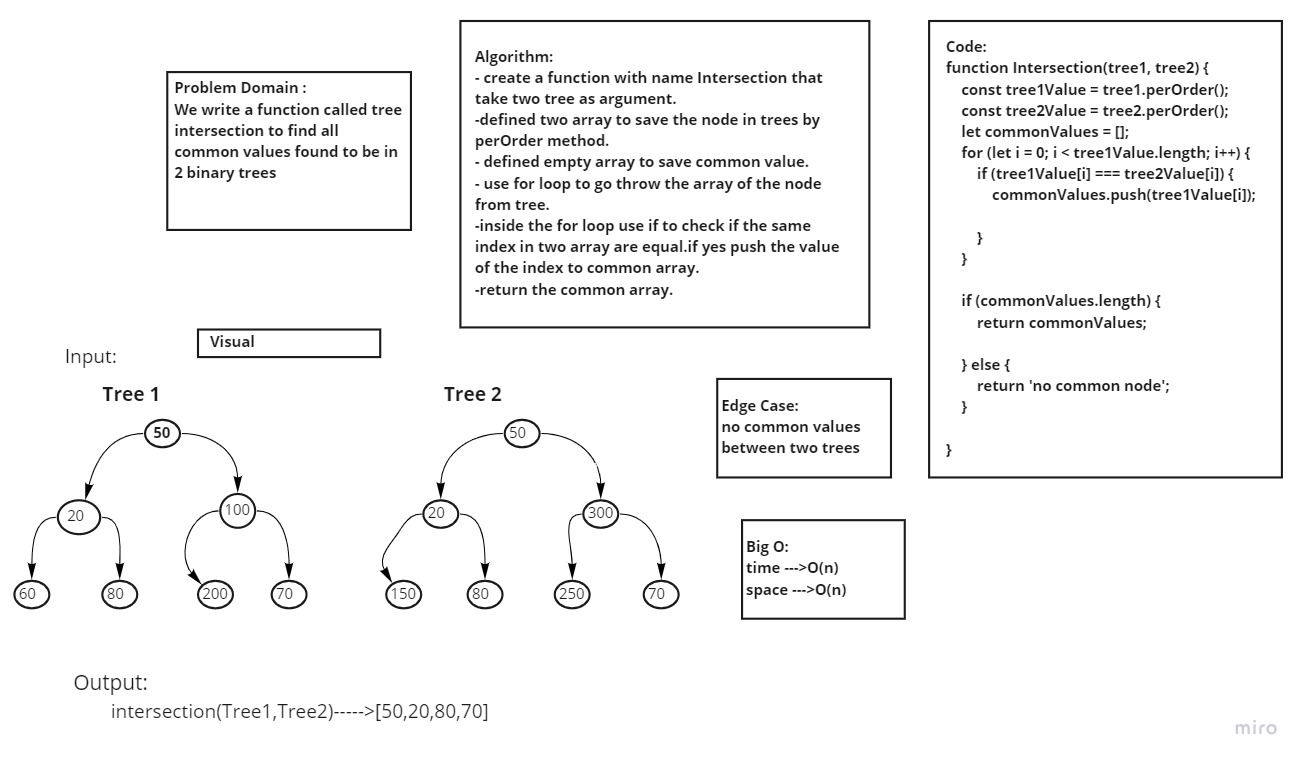 Problem Domain :
We write a function called tree
intersection to find all
common values found to be in
2 binary trees
Algorithm:
- create a function with name Intersection that
take two tree as argument.
-defined two array to save the node in trees by
perOrder method.
- defined empty array to save common value.
- use for loop to go throw the array of the node
from tree.
-inside the for loop use if to check if the same
index in two array are equal.if yes push the value
of the index to common array.
-return the common array.
Code:
function Intersection(tree1, tree2) {
const tree1Value = tree1.perOrder();
const tree2Value = tree2.perOrder();
let commonValues = [];
for (let i = 0; i < tree1Value.length; i++) {
if (tree1Value[i] === tree2Value[i]) {
commonValues.push(tree1Value[i]);
}
}
if (commonValues.length) {
return commonValues;
} else {
return 'no common node';
}
}
Visual
Input:
Tree 1
50
20
100
60
80
200
70
Tree 2
50
20
300
150
80
250
70
Edge Case:
no common values
between two trees
Big O:
time --->O(n)
space --->O(n)
Output:
intersection(Tree1,Tree2)----->[50,20,80,70]
miro